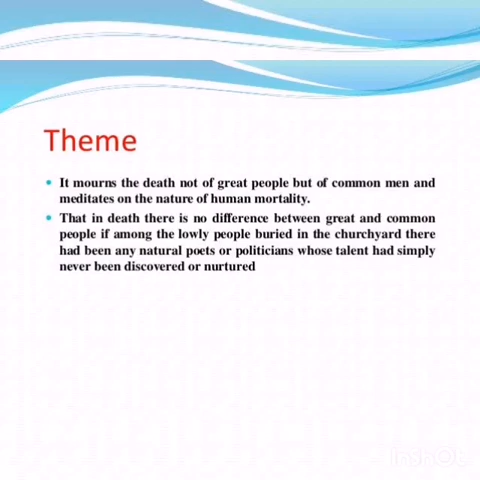 Theme
It mourns the death not of great people but of common men and
meditates on the nature of human mortality.
That in death there is no difference between great and common
people if among the lowly people buried in the churchyard there
had been any natural poets or politicians whose talent had simply
never been discovered or nurtured